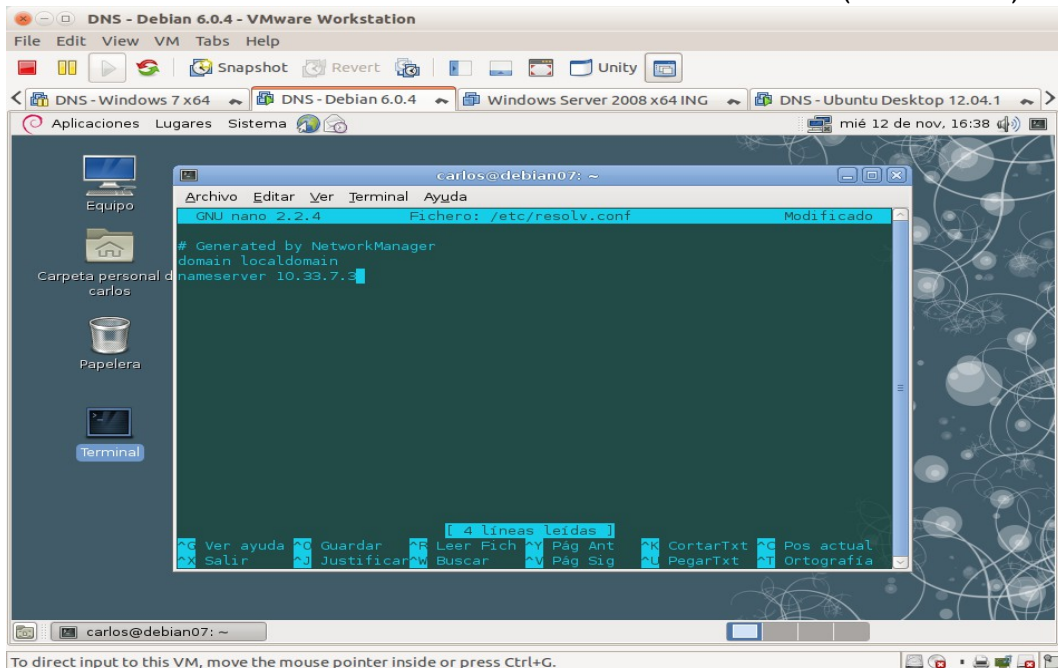 DNS - Debian 6.0.4 - VMware Workstation
File Edit View VM Tabs Help
Snapshot Revert Unity
DNS - Windows 7 x64 DNS - Debian 6.0.4 Windows Server 2008 x64 ING DNS - Ubuntu Desktop 12.04.1
Aplicaciones Lugares Sistema mié 12 de nov, 16:38
carlos@debian07: ~
Archivo Editar Ver Terminal Ayuda
GNU nano 2.2.4 Fichero: /etc/resolv.conf Modificado
# Generated by NetworkManager
domain localdomain
nameserver 10.33.7.3
Equipo
Carpeta personal d
carlos
Papelera
Terminal
[ 4 líneas leídas ]
^G Ver ayuda ^O Guardar ^R Leer Fich ^Y Pág Ant ^K CortarTxt ^C Pos actual
^X Salir ^J Justificar ^W Buscar ^V Pág Sig ^U PegarTxt ^T Ortografía
carlos@debian07: ~
To direct input to this VM, move the mouse pointer inside or press Ctrl+G.